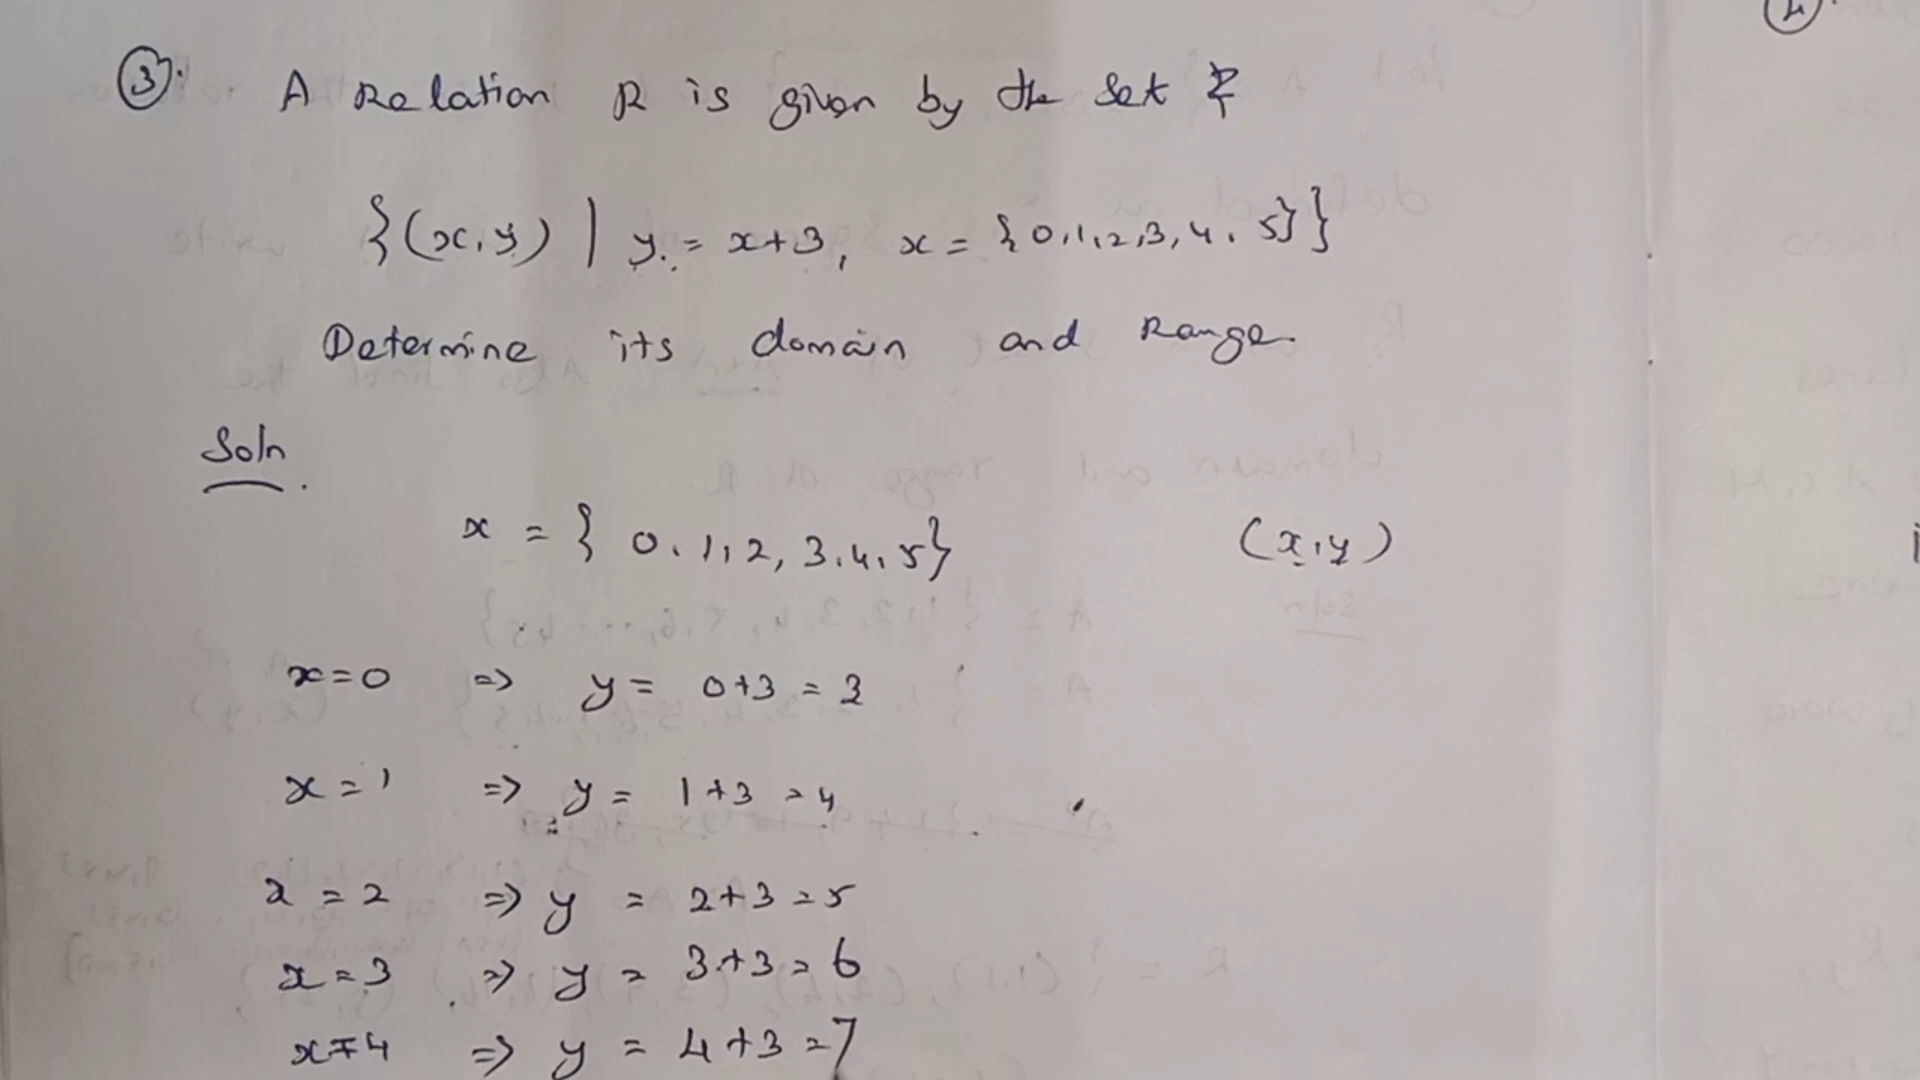 ③. A Relation R is given by the Set
{(x,y) | y = x+3, x = {0,1,2,3,4,5}}
Determine its domain and Range.
Soln.
x = { 0,1,2,3,4,5} (x,y)
x=0 => y = 0+3 = 3
x=1 => y = 1+3 = 4
x = 2 => y = 2+3 = 5
x = 3 => y = 3+3 = 6
x=4 => y = 4+3 = 7